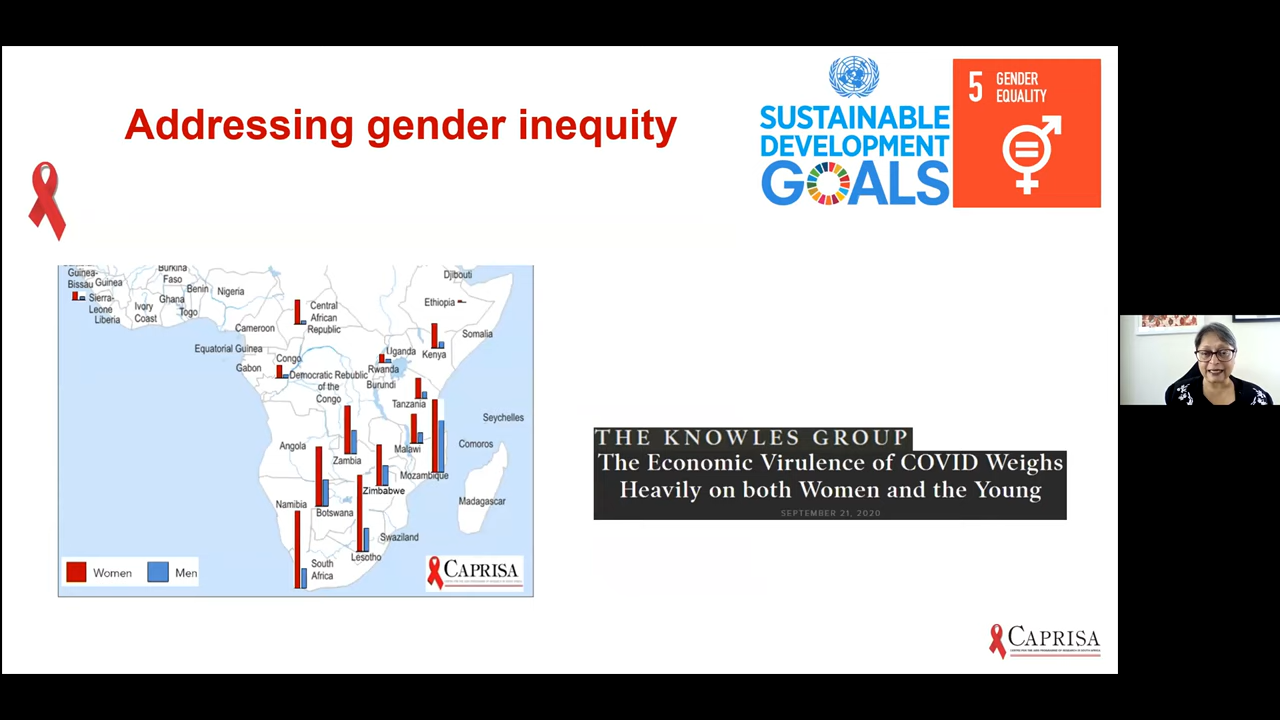 Addressing gender inequity
SUSTAINABLE
DEVELOPMENT
GOALS
5 GENDER
EQUALITY
Guinea-
Bissau
Guinea
Sierra-
Leone
Liberia
Ivory
Coast
Burkina
Faso
Ghana
Togo
Benin
Nigeria
Cameroon
Central
African
Republic
Equatorial Guinea
Gabon
Congo
Democratic Republic
of the
Congo
Djibouti
Ethiopia
Somalia
Uganda
Kenya
Rwanda
Burundi
Tanzania
Seychelles
Comoros
Angola
Zambia
Malawi
Mozambique
Zimbabwe
Madagascar
Namibia
Botswana
Swaziland
Lesotho
South
Africa
Women
Men
CAPRISA
THE KNOWLES GROUP
The Economic Virulence of COVID Weighs
Heavily on both Women and the Young
SEPTEMBER 21, 2020
CAPRISA